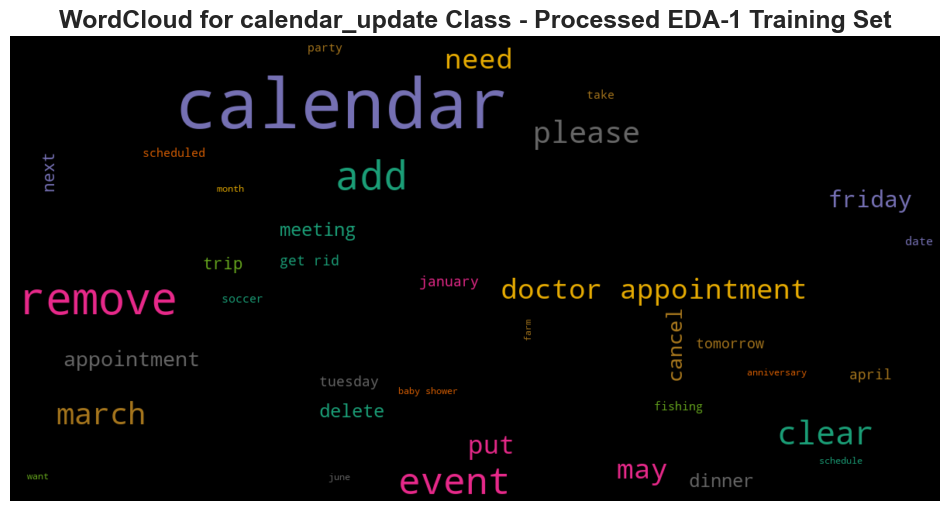 WordCloud for calendar_update Class - Processed EDA-1 Training Set
party
need
calendar
take
please
scheduled
next
add
month
friday
meeting
date
trip
get rid
january
doctor appointment
remove
soccer
farm
cancel
tomorrow
appointment
anniversary
april
tuesday
baby shower
march
delete
fishing
clear
put
schedule
may
want
june
event
dinner